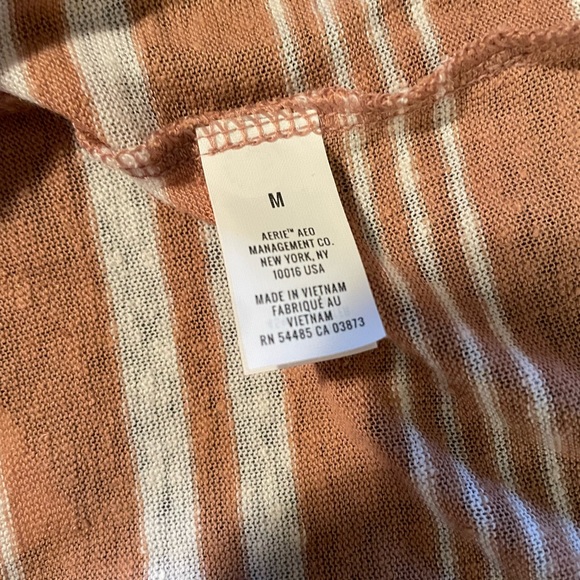 M
AERIE™ AEO
MANAGEMENT CO.
NEW YORK, NY
10016 USA
MADE IN VIETNAM
FABRIQUÉ AU
VIETNAM
RN 54485 CA 03873